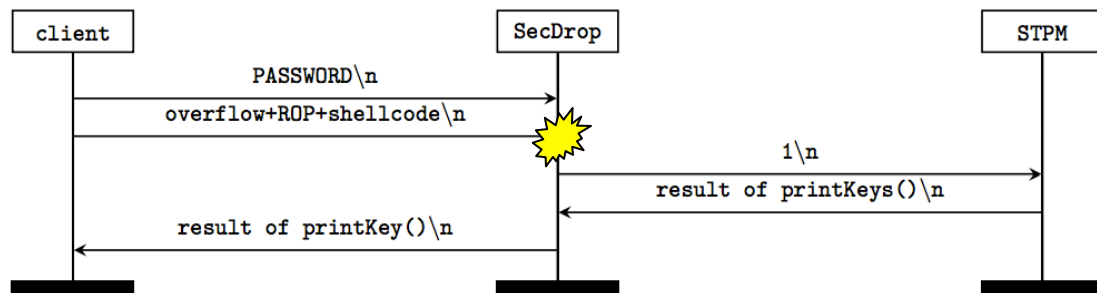 client
SecDrop
STPM
PASSWORD\n
overflow+ROP+shellcode\n
1\n
result of printKeys()\n
result of printKey()\n